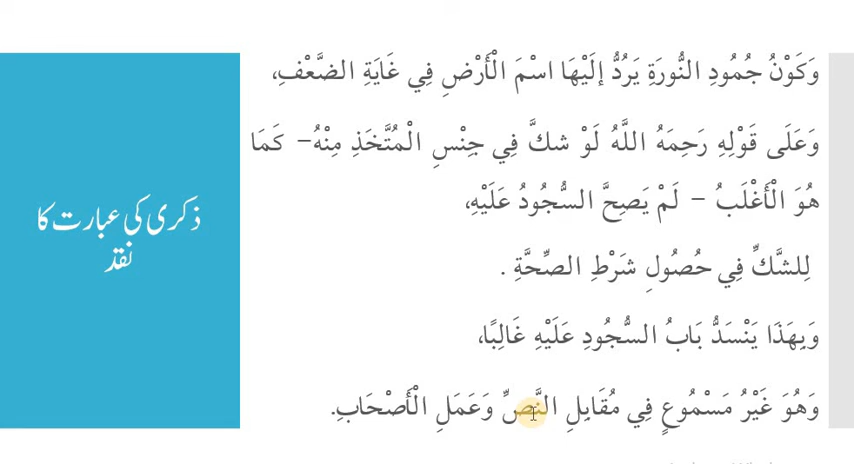 وَكَوْنُ جُمُودِ النُّورَةِ يَرُدُّ إلَيْهَا اسْمَ الْأَرْضِ فِي غَايَةِ الضَّعْفِ،
وَعَلَى قَوْلِهِ رَحِمَهُ اللَّهُ لَوْ شكَّ فِي جِنْسِ الْمُتَّخَذِ مِنْهُ- كَمَا
هُوَ الْأَغْلَبُ - لَمْ يَصِحَّ السُّجُودُ عَلَيْهِ،
لِلشَّكِّ فِي حُصُولِ شَرْطِ الصِّحَّةِ .
وَبِهَذَا يَنْسَدُّ بَابُ السُّجُودِ عَلَيْهِ غَالِبًا،
وَهُوَ غَيْرُ مَسْمُوعٍ فِي مُقَابِلِ النَّصِّ وَعَمَلِ الْأَصْحَابِ.
ذکری کی عبارت کا
نقد